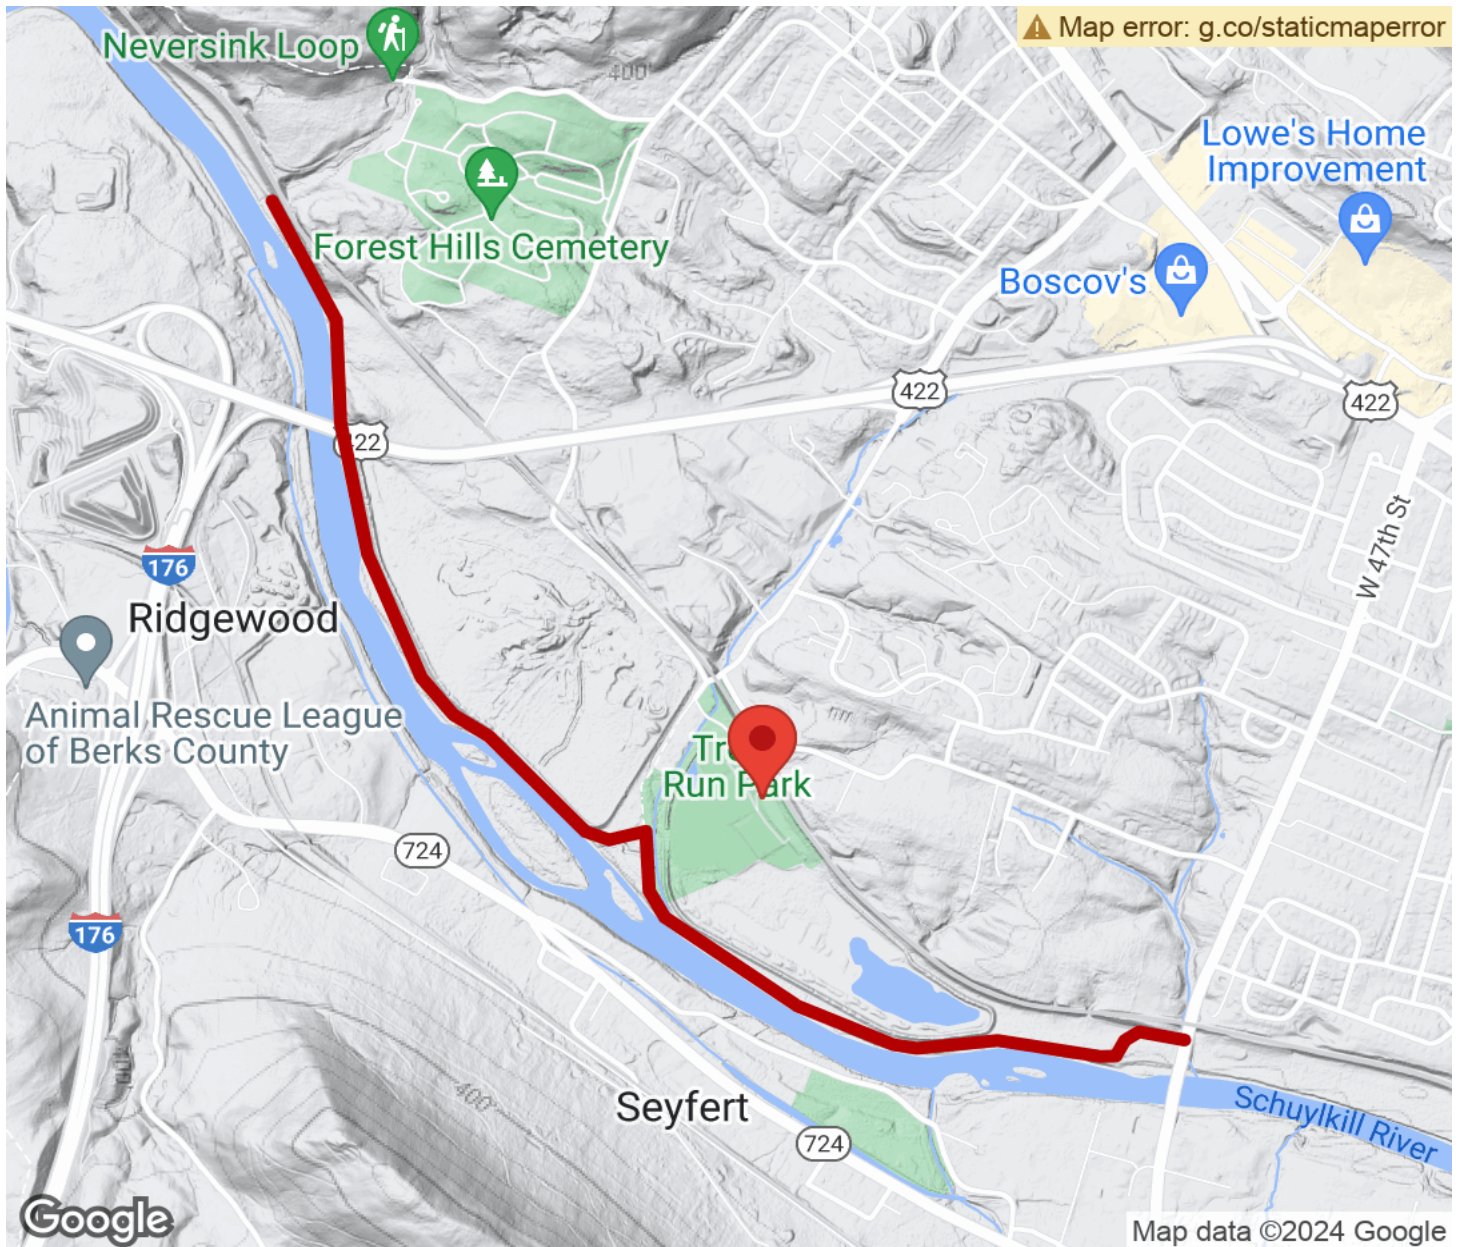 Map error: g.co/staticmaperror
Neversink Loop
400'
Lowe's Home
Improvement
Forest Hills Cemetery
Boscov's
422
422
422
W 47th St
176
Ridgewood
Animal Rescue League
of Berks County
Run Park
724
176
400'
400'
Seyfert
724
Schuylkill River
Google
Map data ©2024 Google